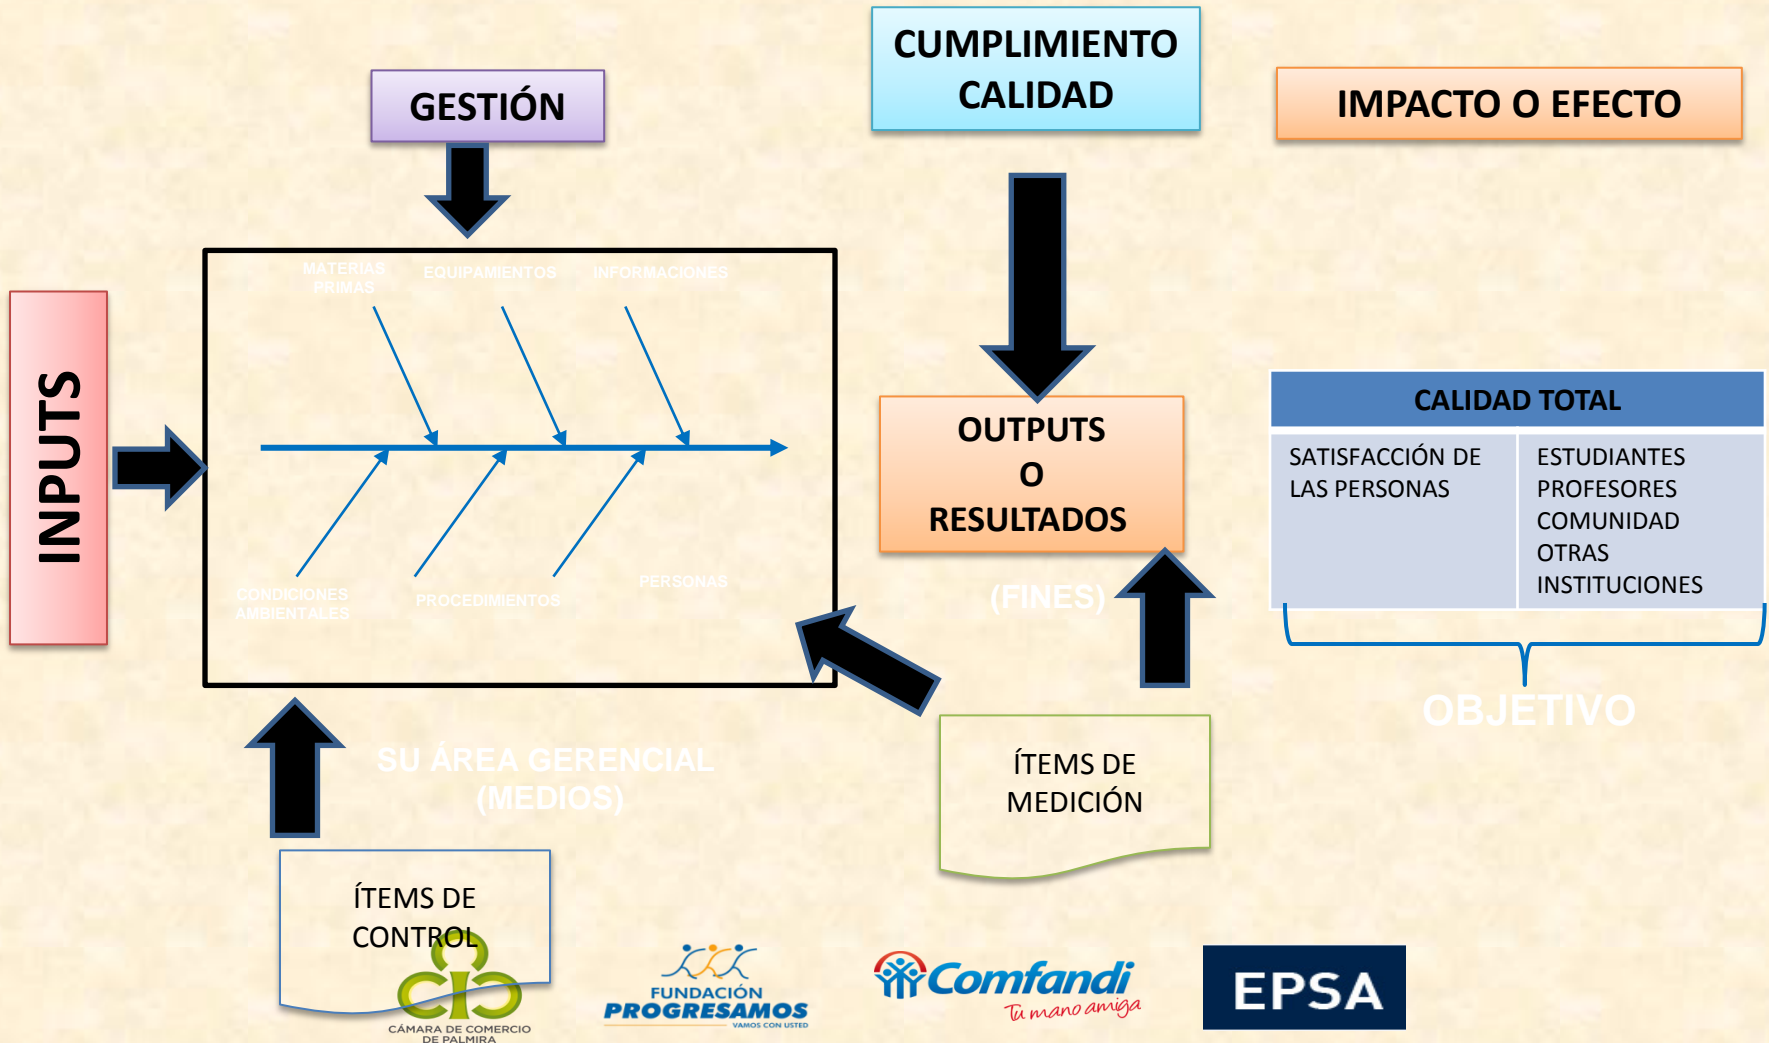 GESTIÓN
CUMPLIMIENTO
CALIDAD
IMPACTO O EFECTO
INPUTS
MATERIAS
PRIMAS
EQUIPAMIENTOS
INFORMACIONES
CONDICIONES
AMBIENTALES
PROCEDIMIENTOS
PERSONAS
OUTPUTS
O
RESULTADOS
(FINES)
CALIDAD TOTAL
SATISFACCIÓN DE
LAS PERSONAS
ESTUDIANTES
PROFESORES
COMUNIDAD
OTRAS
INSTITUCIONES
OBJETIVO
SU ÁREA GERENCIAL
(MEDIOS)
ÍTEMS DE
MEDICIÓN
ÍTEMS DE
CONTROL
CÁMARA DE COMERCIO
DE PALMIRA
FUNDACIÓN
PROGRESAMOS
VAMOS CON USTED
Comfandi
Tu mano amiga
EPSA